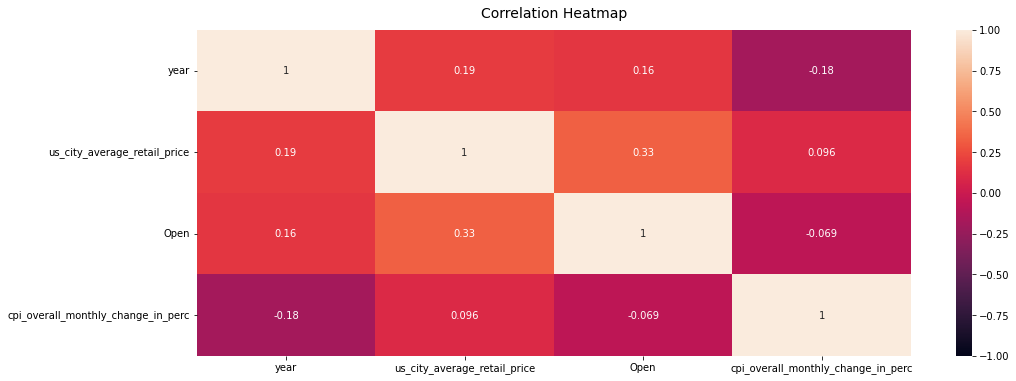 Correlation Heatmap
year 1 0.19 0.16 -0.18 1.00
0.75
us_city_average_retail_price 0.19 1 0.33 0.096 0.50
0.25
0.00
Open 0.16 0.33 1 -0.069 -0.25
-0.50
cpi_overall_monthly_change_in_perc -0.18 0.096 -0.069 1 -0.75
-1.00
year us_city_average_retail_price Open cpi_overall_monthly_change_in_perc